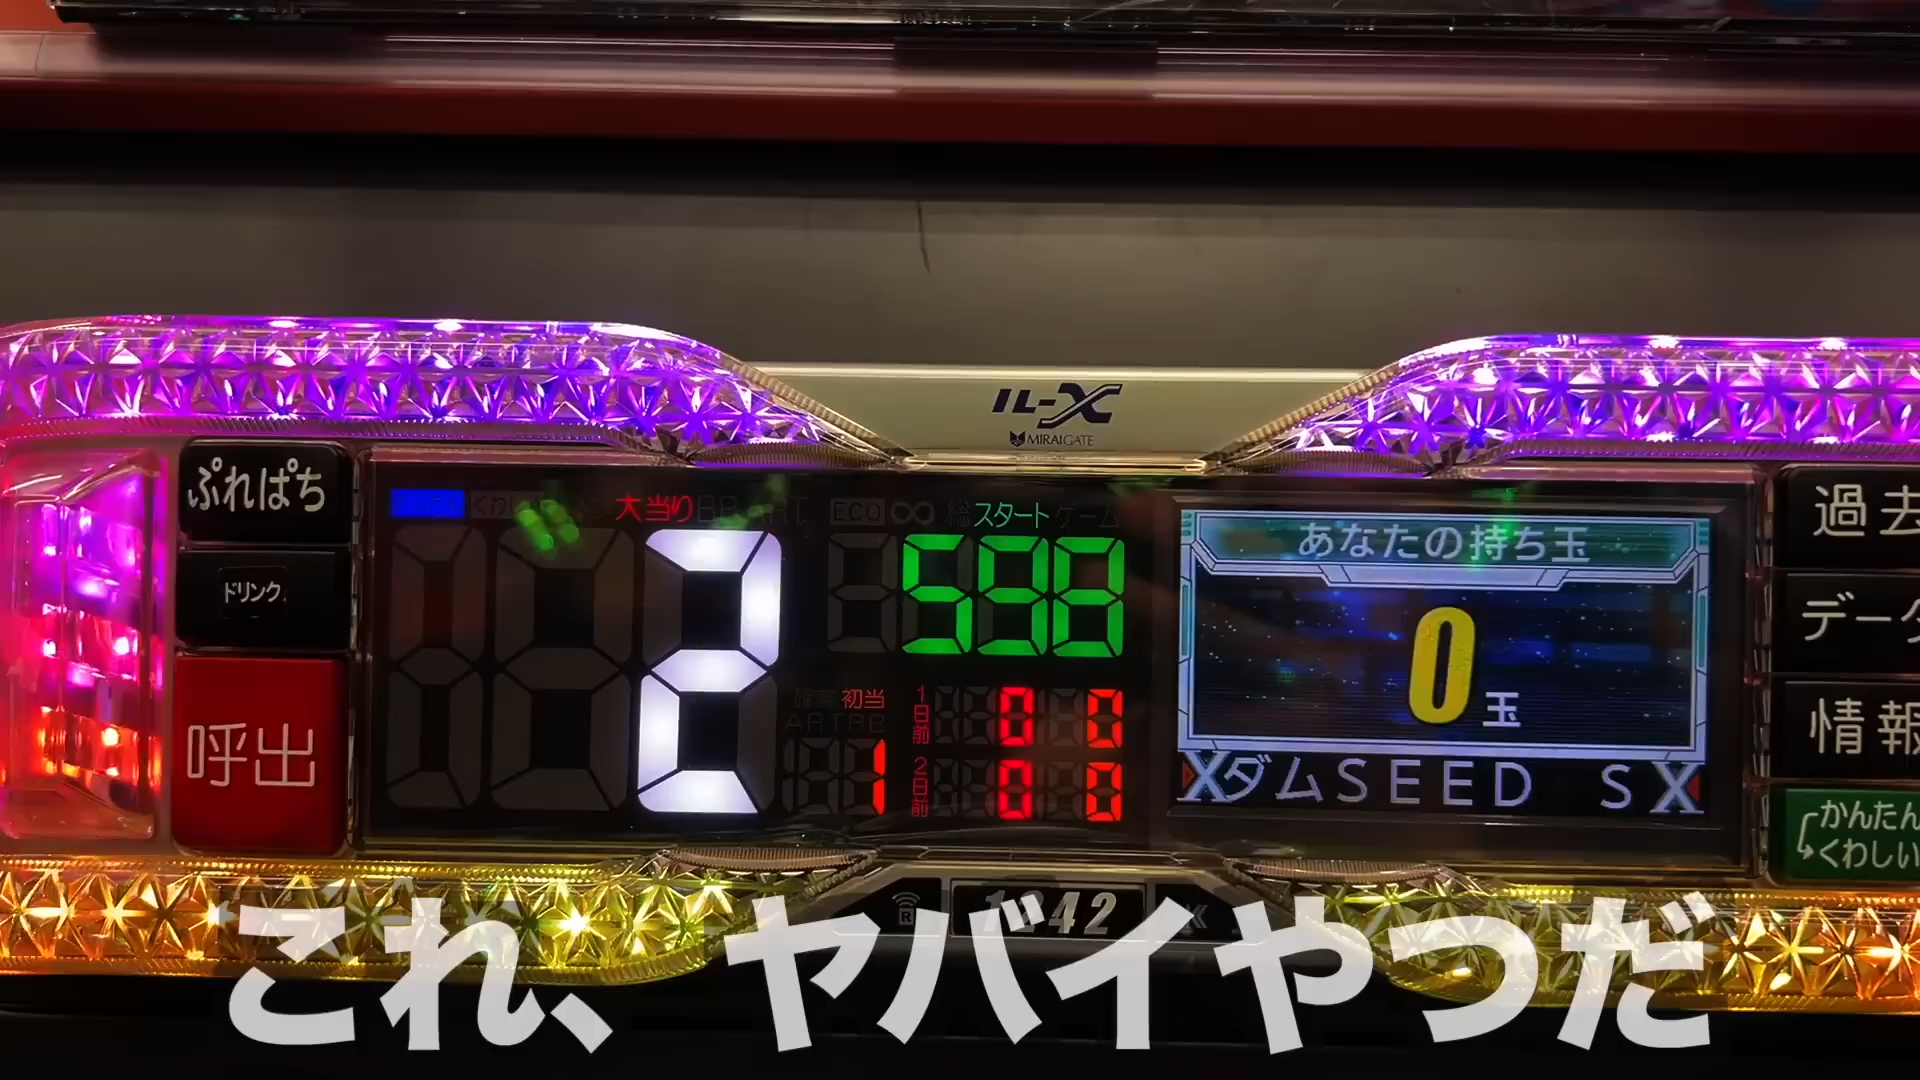 IL-X
MIRAIGATE
ぷれぱち
ドリンク
呼出
大当り
スタート
ECO
2
598
初当
1
1日前 0 0
2日前 0 0
あなたの持ち玉
0玉
ダムSEED S
過去
データ
情報
かんたん
くわしい
1342
これ、ヤバイやつだ